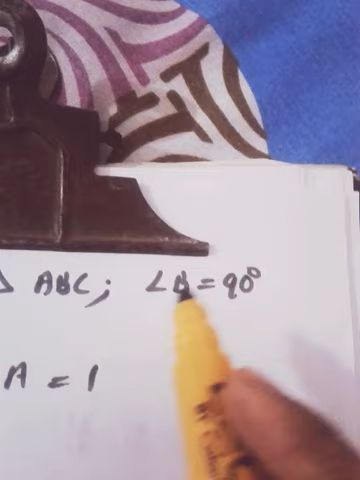 Δ ABC; ∠B = 90°
A = 1